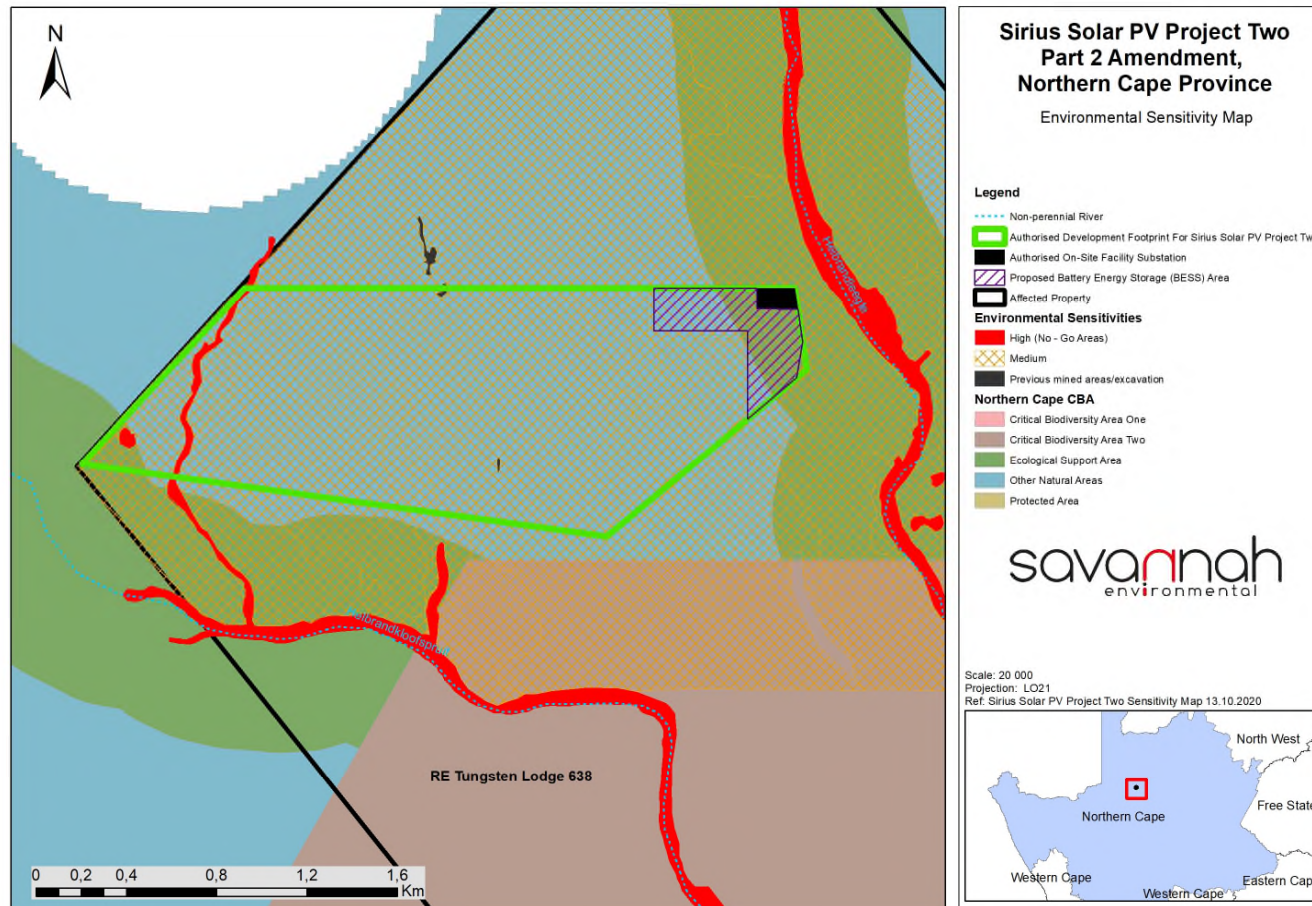 N
Helbrandleegte
Helbrandkloofspruit
RE Tungsten Lodge 638
0 0,2 0,4 0,8 1,2 1,6
Km
Sirius Solar PV Project Two
Part 2 Amendment,
Northern Cape Province
Environmental Sensitivity Map
Legend
Non-perennial River
Authorised Development Footprint For Sirius Solar PV Project Tw
Authorised On-Site Facility Substation
Proposed Battery Energy Storage (BESS) Area
Affected Property
Environmental Sensitivities
High (No - Go Areas)
Medium
Previous mined areas/excavation
Northern Cape CBA
Critical Biodiversity Area One
Critical Biodiversity Area Two
Ecological Support Area
Other Natural Areas
Protected Area
savannah
environmental
Scale: 20 000
Projection: LO21
Ref: Sirius Solar PV Project Two Sensitivity Map 13.10.2020
North West
Northern Cape
Free State
Western Cape
Western Cape
Eastern Cap